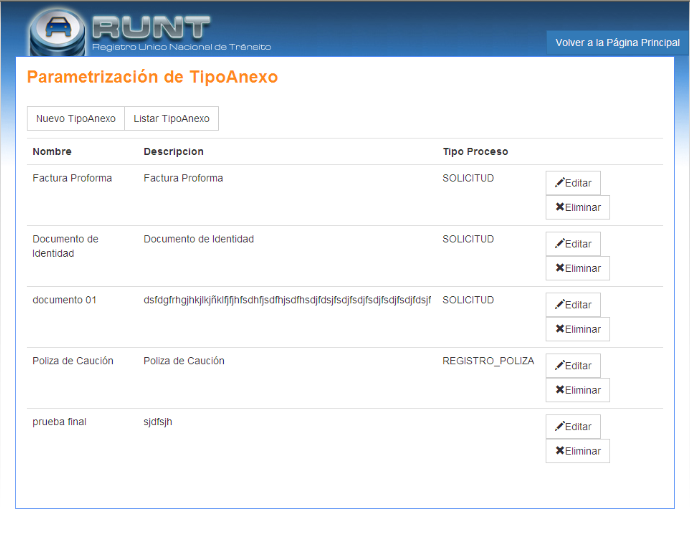 RUNT
Registro Único Nacional de Tránsito
Volver a la Página Principal
Parametrización de TipoAnexo
Nuevo TipoAnexo Listar TipoAnexo
Nombre Descripcion Tipo Proceso
Factura Proforma Factura Proforma SOLICITUD Editar
Eliminar
Documento de Documento de Identidad SOLICITUD Editar
Identidad
Eliminar
documento 01 dsfdgfrhgjhkjlkjñklfjfjhfsdhfjsdfhjsdfhsdjfdsjfsdjfsdjfsdjfsdjfsdjfdsjf SOLICITUD Editar
Eliminar
Poliza de Caución Poliza de Caución REGISTRO_POLIZA Editar
Eliminar
prueba final sjdfsjh Editar
Eliminar